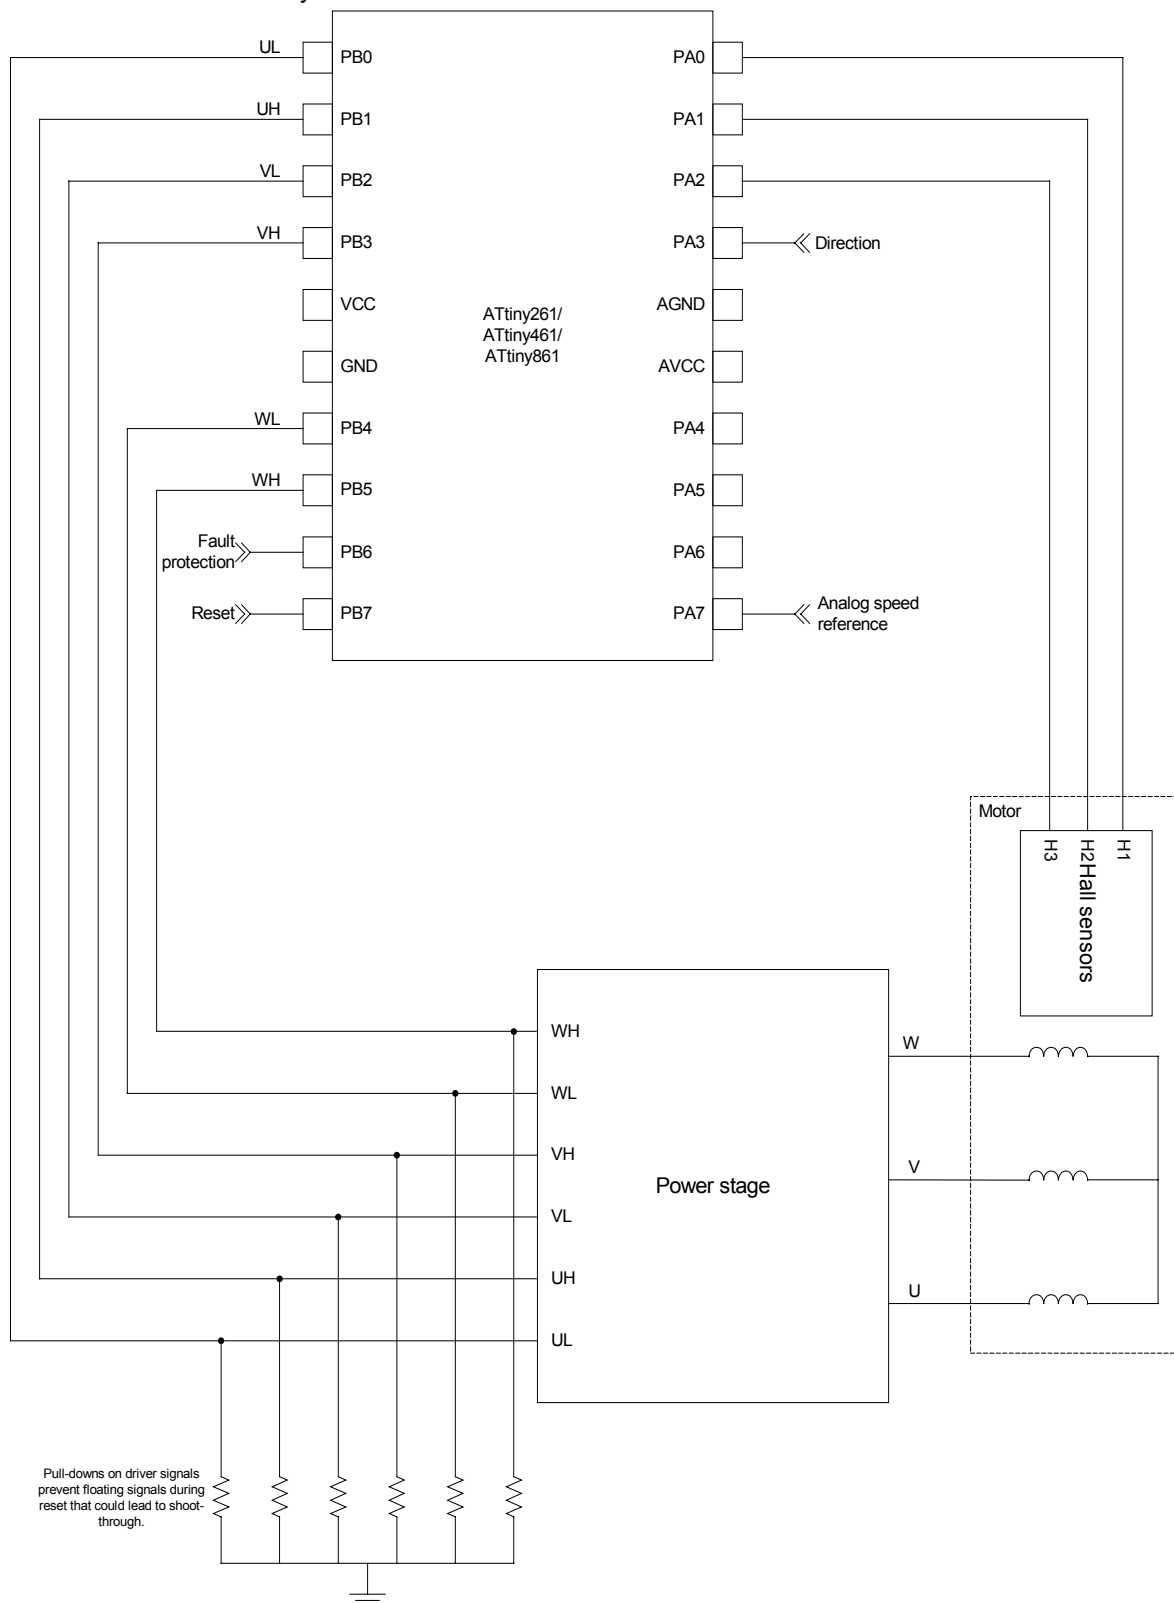 UL
PB0
PA0
UH
PB1
PA1
VL
PB2
PA2
VH
PB3
PA3
Direction
VCC
AGND
ATtiny261/
ATtiny461/
ATtiny861
GND
AVCC
WL
PB4
PA4
WH
PB5
PA5
Fault
protection
PB6
PA6
Reset
PB7
PA7
Analog speed
reference
Motor
H3
H2
H1
Hall sensors
WH
W
WL
VH
V
Power stage
VL
UH
U
UL
Pull-downs on driver signals
prevent floating signals during
reset that could lead to shoot-
through.